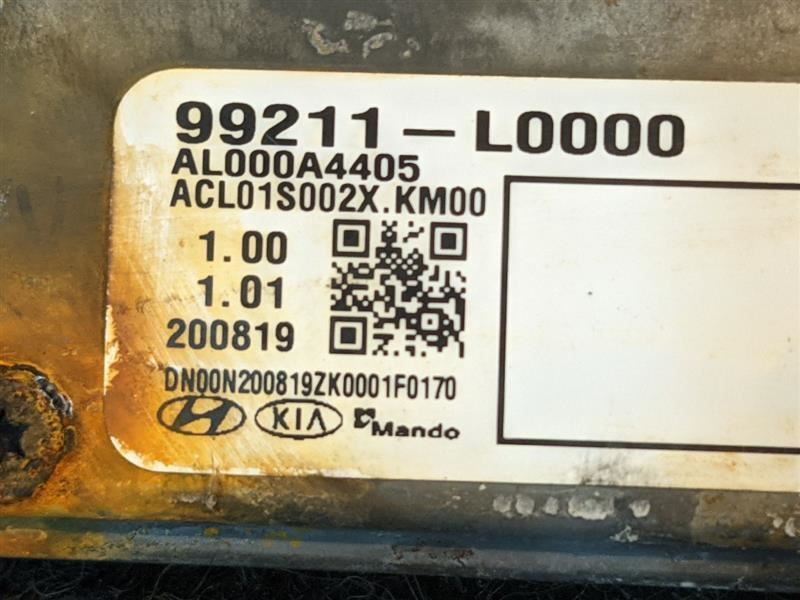 99211-L0000
AL000A4405
ACL01S002X.KM00
1.00
1.01
200819
DN00N200819ZK0001F0170
KIA Mando